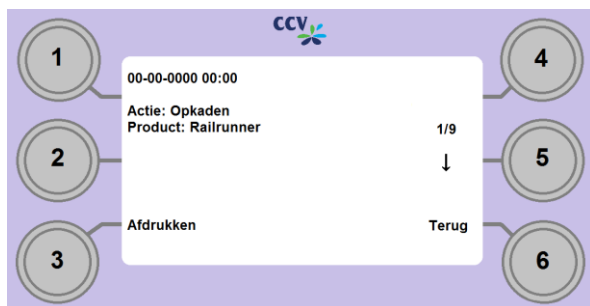 CCV
1
4
00-00-0000 00:00
Actie: Opkaden
Product: Railrunner
1/9
2
↓
5
Afdrukken
Terug
3
6